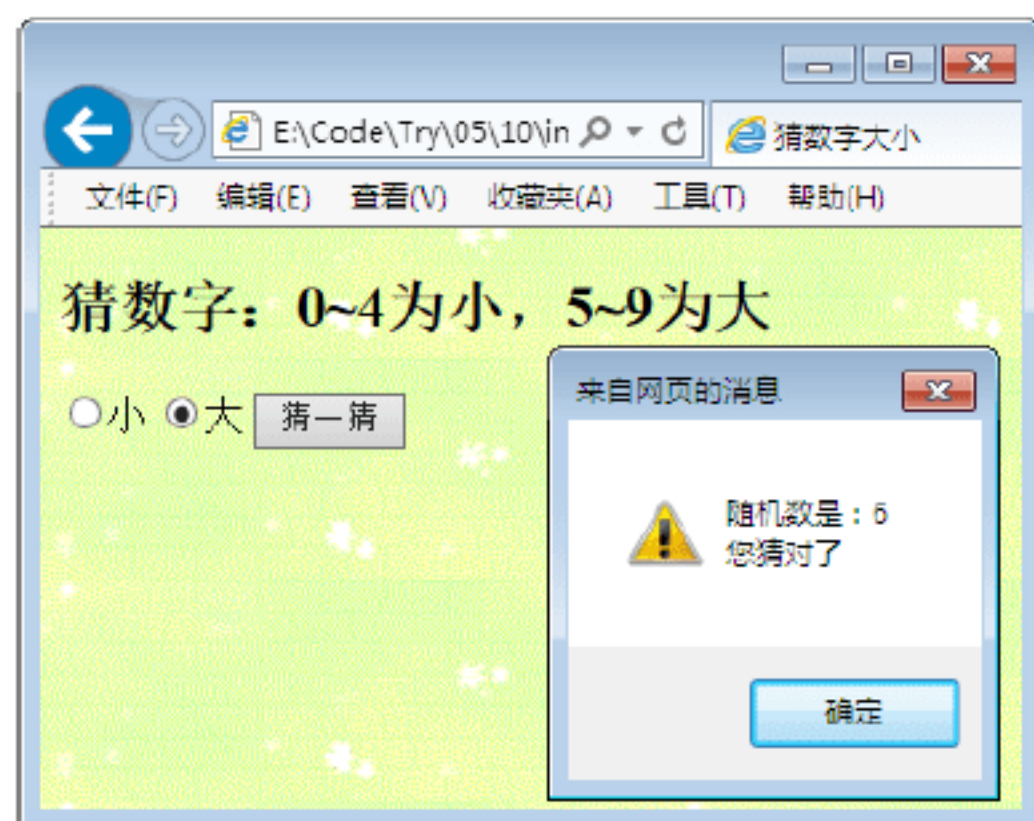 E:\Code\Try\05\10\in
猜数字大小
文件(F) 编辑(E) 查看(V) 收藏夹(A) 工具(T) 帮助(H)
猜数字：0~4为小，5~9为大
小 大 猜一猜
来自网页的消息
随机数是：6
您猜对了
确定